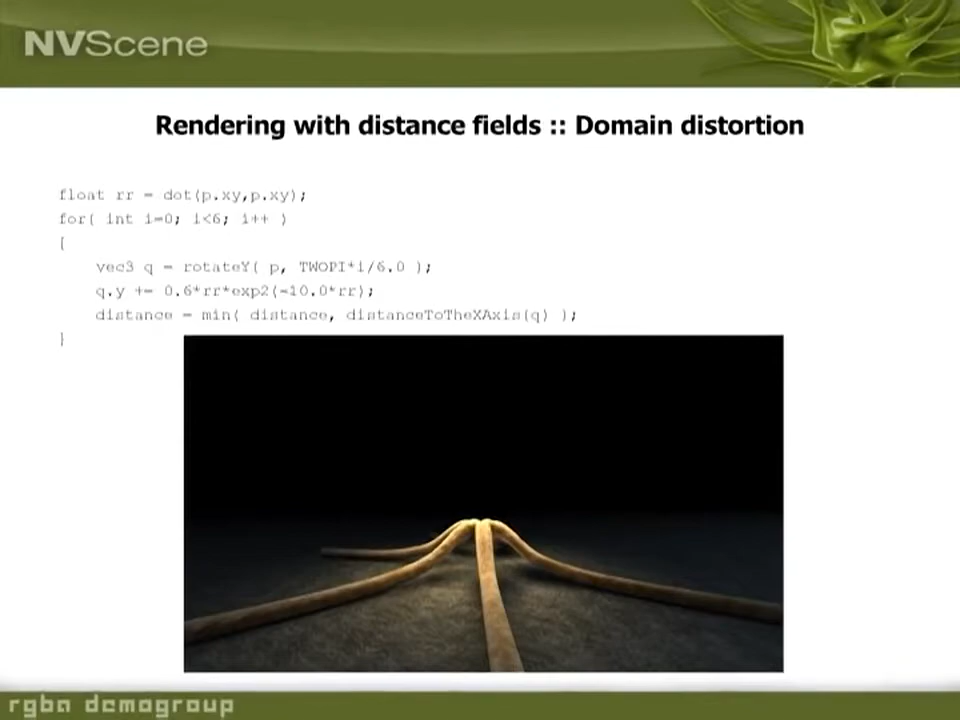 NVScene
Rendering with distance fields :: Domain distortion
float rr = dot(p.xy,p.xy);
for( int i=0; i<6; i++ )
{
vec3 q = rotateY( p, TWOPI*i/6.0 );
q.y += 0.6*rr*exp2(-10.0*rr);
distance = min( distance, distanceToTheXAxis(q) );
}
rgba demogroup